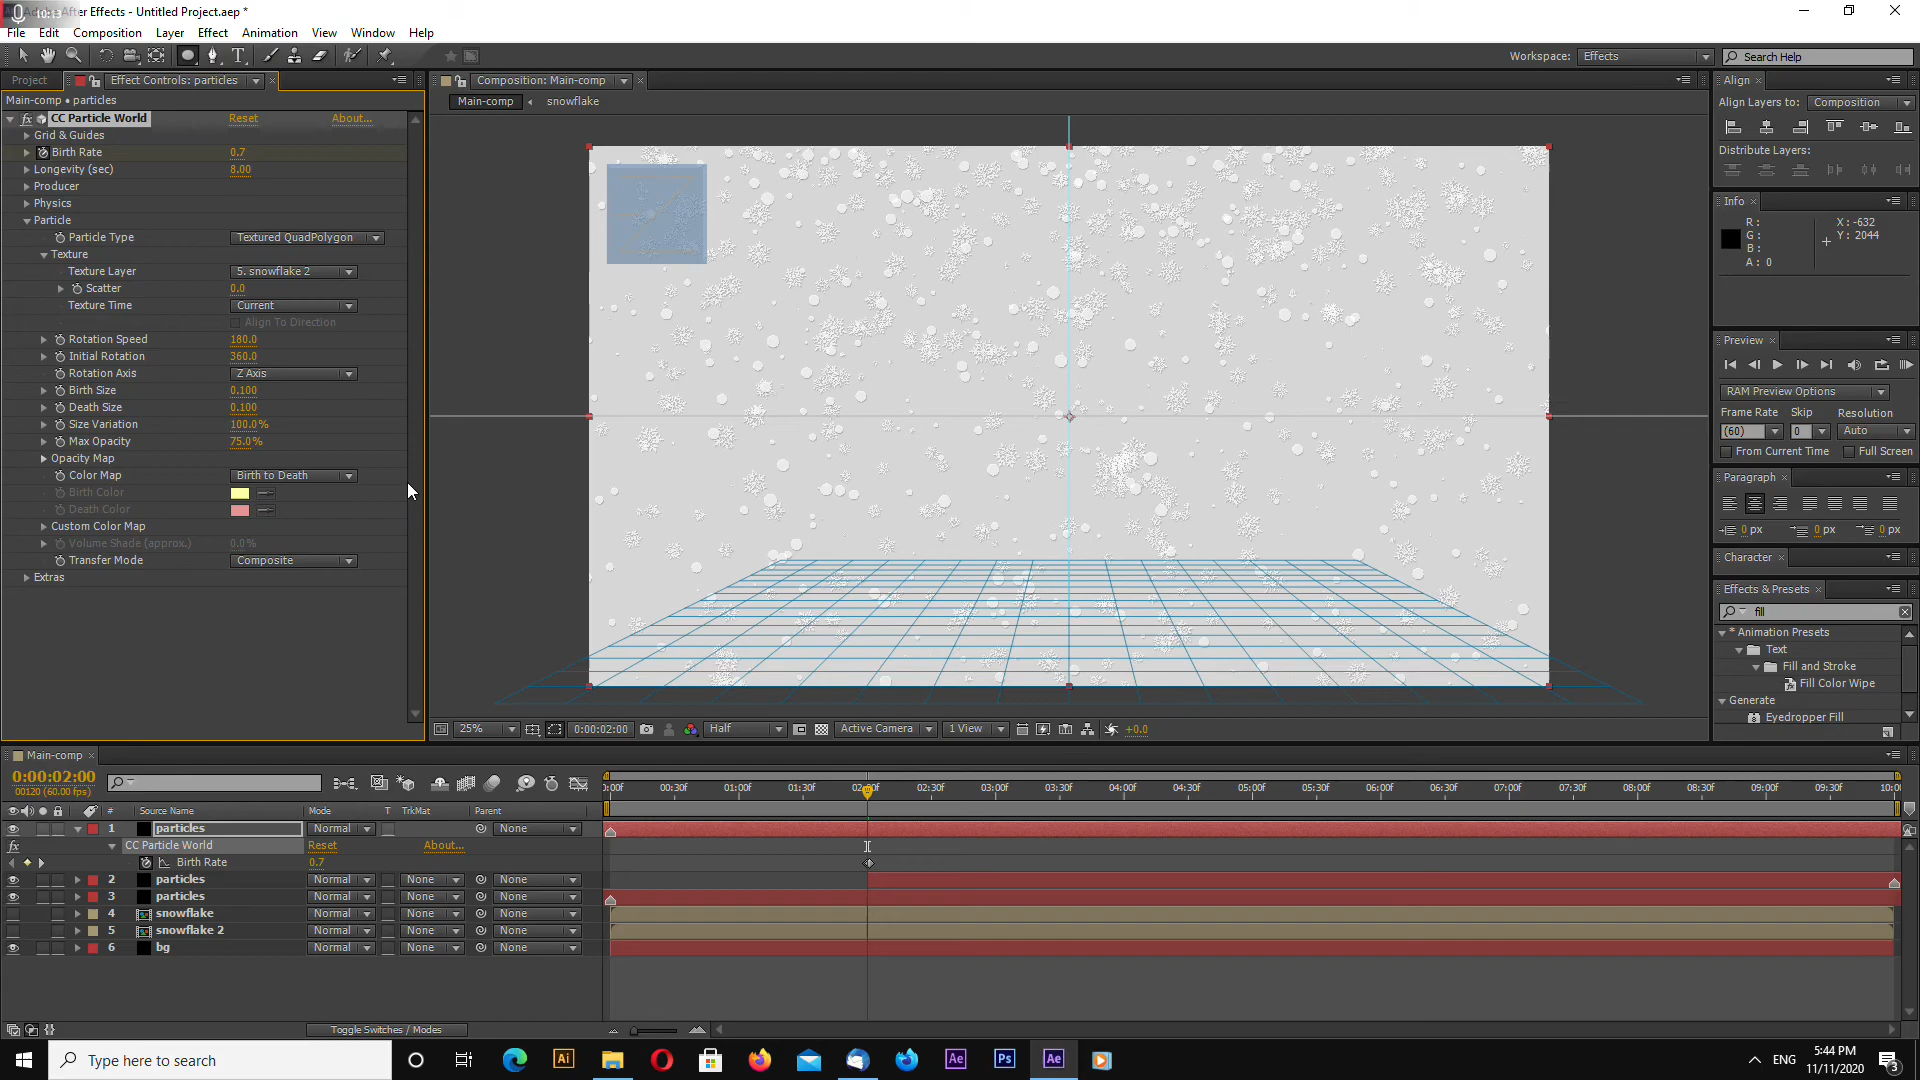 10:13
After Effects - Untitled Project.aep *
File Edit Composition Layer Effect Animation View Window Help
Workspace: Effects Search Help
Project Effect Controls: particles Composition: Main-comp Align
Main-comp • particles
Main-comp snowflake
Align Layers to: Composition
Distribute Layers:
CC Particle World Reset About...
Grid & Guides
Birth Rate 0.7
Longevity (sec) 8.00
Producer
Physics
Particle
Particle Type Textured QuadPolygon
Texture
Texture Layer 5. snowflake 2
Scatter 0.0
Texture Time Current
Align To Direction
Rotation Speed 180.0
Initial Rotation 360.0
Rotation Axis Z Axis
Birth Size 0.100
Death Size 0.100
Size Variation 100.0%
Max Opacity 75.0%
Opacity Map
Color Map Birth to Death
Birth Color
Death Color
Custom Color Map
Volume Shade (approx.) 0.0%
Transfer Mode Composite
Extras
Info
R : X : -632
G : Y : 2044
B :
A : 0
Preview
RAM Preview Options
Frame Rate Skip Resolution
(60) 0 Auto
From Current Time Full Screen
Paragraph
0 px 0 px 0 px
Character
Effects & Presets
fill
* Animation Presets
Text
Fill and Stroke
Fill Color Wipe
Generate
Eyedropper Fill
25% 0:00:02:00 Half Active Camera 1 View +0.0
Main-comp
0:00:02:00
00120 (60.00 fps)
0:00f 00:30f 01:00f 01:30f 02:00f 02:30f 03:00f 03:30f 04:00f 04:30f 05:00f 05:30f 06:00f 06:30f 07:00f 07:30f 08:00f 08:30f 09:00f 09:30f 10:00
# Source Name Mode T TrkMat Parent
1 particles Normal None
fx CC Particle World Reset About...
Birth Rate 0.7
2 particles Normal None None
3 particles Normal None None
4 snowflake Normal None None
5 snowflake 2 Normal None None
6 bg Normal None None
Toggle Switches / Modes
Type here to search
Ai Ae Ps Ae
ENG
5:44 PM
11/11/2020
3